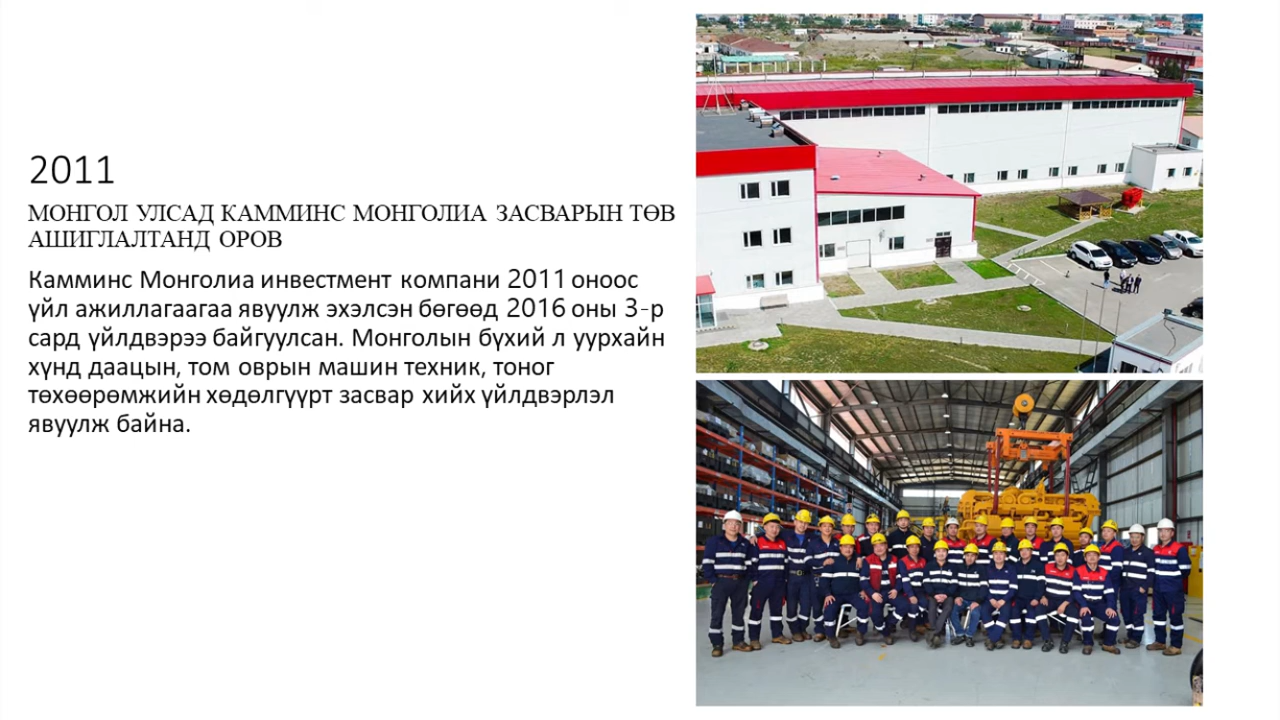 2011
МОНГОЛ УЛСАД КАММИНС МОНГОЛИА ЗАСВАРЫН ТӨВ
АШИГЛАЛТАНД ОРОВ
Камминс Монголиа инвестмент компани 2011 оноос
үйл ажиллагаагаа явуулж эхэлсэн бөгөөд 2016 оны 3-р
сард үйлдвэрээ байгуулсан. Монголын бүхий л уурхайн
хүнд даацын, том оврын машин техник, тоног
төхөөрөмжийн хөдөлгүүрт засвар хийх үйлдвэрлэл
явуулж байна.